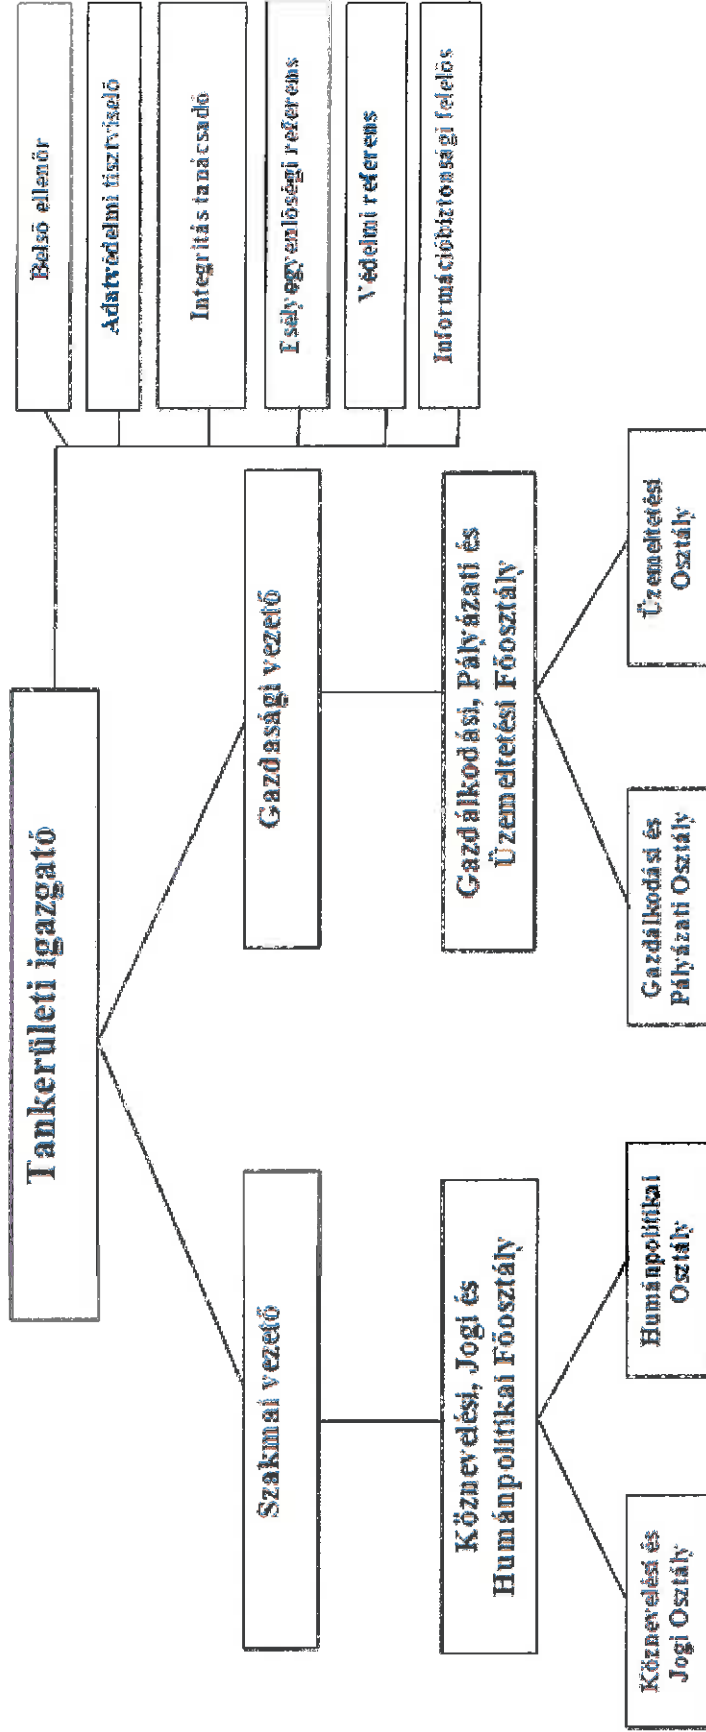 Tankerületi igazgató
Belső ellenőr
Adatvédelmi tisztviselő
Integritás tanácsadó
Esélyegyenlőségi referens
Védelmi referens
Információbiztonsági felelős
Szakmai vezető
Gazdasági vezető
Köznevelési, Jogi és
Humánpolitikai Főosztály
Gazdálkodási, Pályázati és
Üzemeltetési Főosztály
Köznevelési és
Jogi Osztály
Humánpolitikai
Osztály
Gazdálkodási és
Pályázati Osztály
Üzemeltetési
Osztály